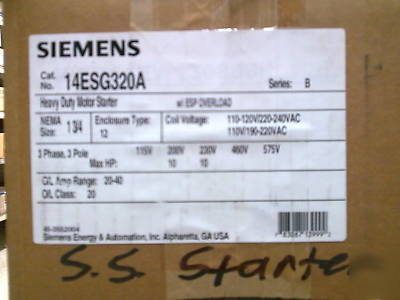 SIEMENS
Cat. No. 14ESG320A Series: B
Heavy Duty Motor Starter w/ ESP OVERLOAD
NEMA Size: 1 3/4 Enclosure Type: 12 Coil Voltage: 110-120V/220-240VAC
110V/190-220VAC
3 Phase, 3 Pole 115V 200V 230V 460V 575V
Max HP: 10 10
O/L Amp Range: 20-40
O/L Class: 20
Siemens Energy & Automation, Inc. Alpharetta, GA USA
S.S. Starte